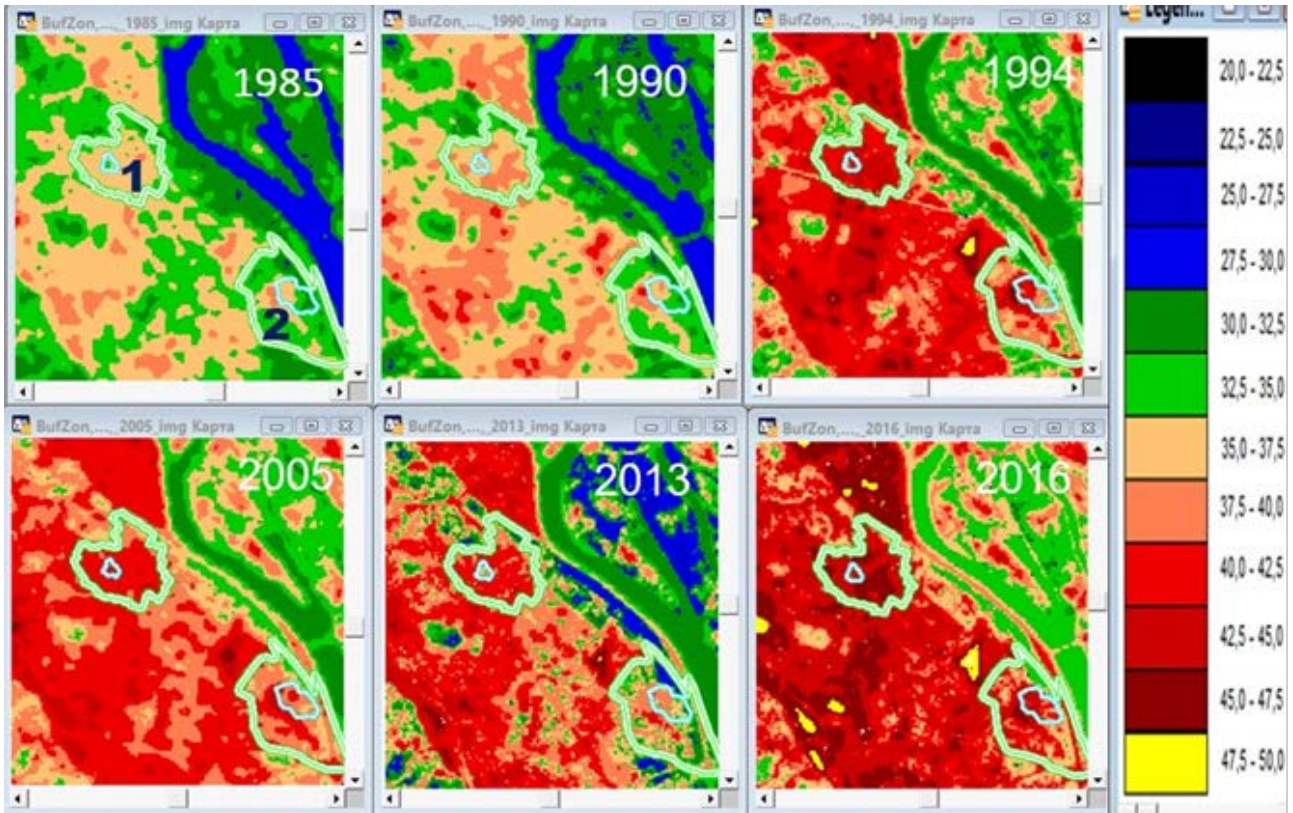 BufZon,...,_1985_img Карта
BufZon,...,_1990_img Карта
BufZon,...,_1994_img Карта
Legen...
1985
1990
1994
1
2
BufZon,...,_2005_img Карта
BufZon,...,_2013_img Карта
BufZon,...,_2016_img Карта
2005
2013
2016
20,0 - 22,5
22,5 - 25,0
25,0 - 27,5
27,5 - 30,0
30,0 - 32,5
32,5 - 35,0
35,0 - 37,5
37,5 - 40,0
40,0 - 42,5
42,5 - 45,0
45,0 - 47,5
47,5 - 50,0